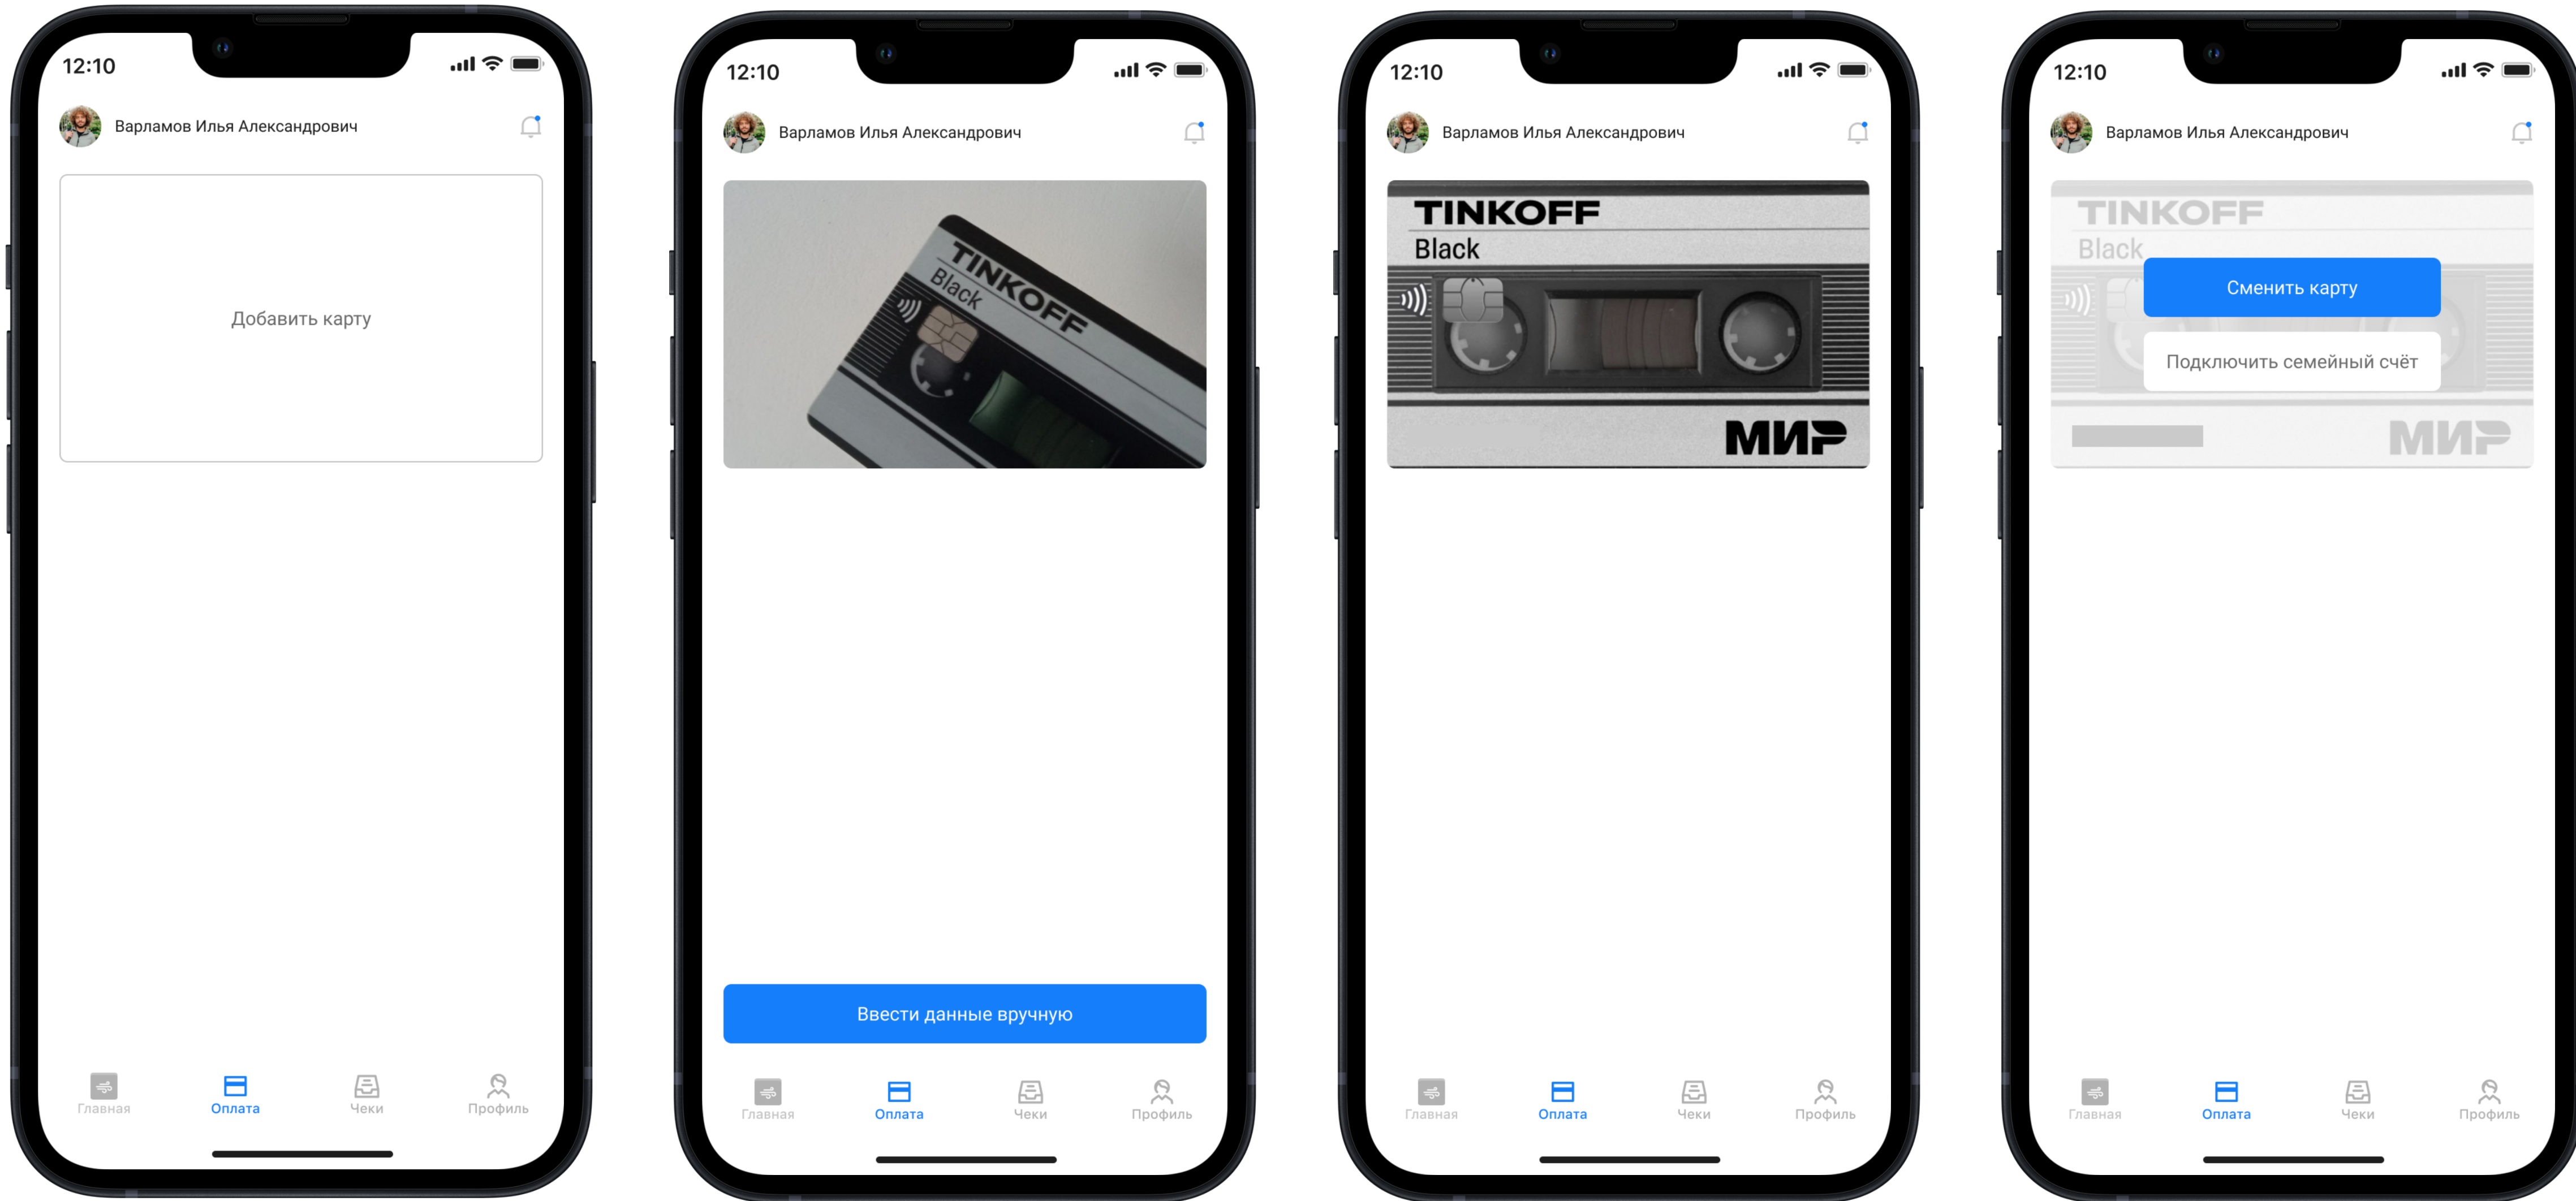 12:10
Варламов Илья Александрович
Добавить карту
Главная
Оплата
Чеки
Профиль
12:10
Варламов Илья Александрович
TINKOFF
Black
Ввести данные вручную
Главная
Оплата
Чеки
Профиль
12:10
Варламов Илья Александрович
TINKOFF
Black
МИР
Главная
Оплата
Чеки
Профиль
12:10
Варламов Илья Александрович
TINKOFF
Black
Сменить карту
Подключить семейный счёт
МИР
Главная
Оплата
Чеки
Профиль